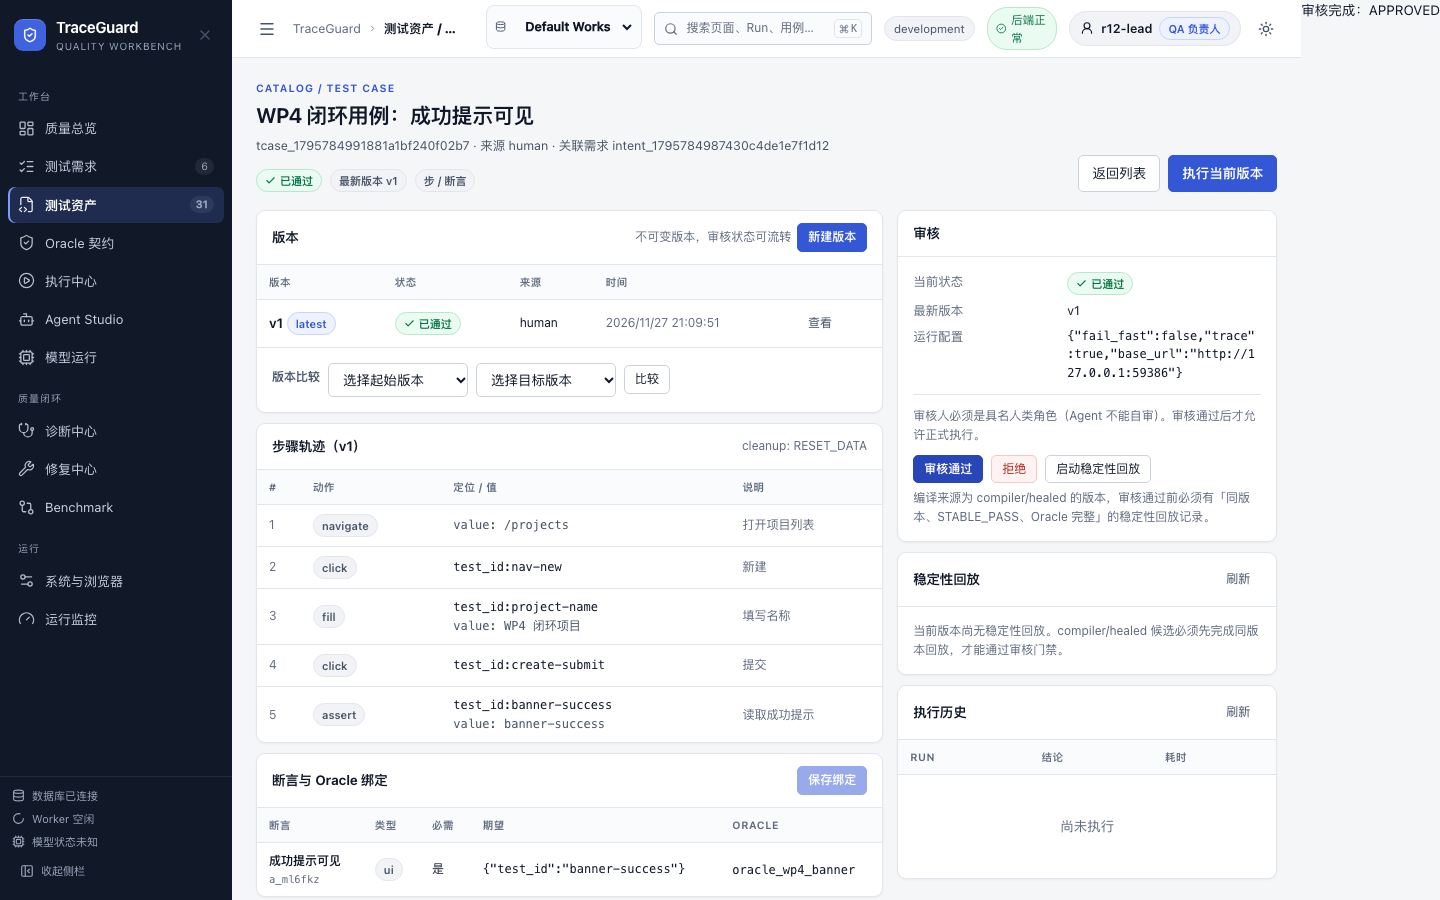 TraceGuard
QUALITY WORKBENCH
工作台
质量总览
测试需求 6
测试资产 31
Oracle 契约
执行中心
Agent Studio
模型运行
质量闭环
诊断中心
修复中心
Benchmark
运行
系统与浏览器
运行监控
数据库已连接
Worker 空闲
模型状态未知
收起侧栏
TraceGuard › 测试资产 / ...
Default Works
搜索页面、Run、用例... ⌘K
development
后端正常
r12-lead QA 负责人
审核完成：APPROVED
CATALOG / TEST CASE
WP4 闭环用例：成功提示可见
tcase_1795784991881a1bf240f02b7 · 来源 human · 关联需求 intent_1795784987430c4de1e7f1d12
已通过 最新版本 v1 步 / 断言
返回列表 执行当前版本
版本 不可变版本，审核状态可流转 新建版本
版本 状态 来源 时间
v1 latest 已通过 human 2026/11/27 21:09:51 查看
版本比较 选择起始版本 选择目标版本 比较
步骤轨迹（v1） cleanup: RESET_DATA
# 动作 定位 / 值 说明
1 navigate value: /projects 打开项目列表
2 click test_id:nav-new 新建
3 fill test_id:project-name 填写名称
value: WP4 闭环项目
4 click test_id:create-submit 提交
5 assert test_id:banner-success 读取成功提示
value: banner-success
断言与 Oracle 绑定 保存绑定
断言 类型 必需 期望 ORACLE
成功提示可见 ui 是 {"test_id":"banner-success"} oracle_wp4_banner
a_ml6fkz
审核
当前状态 已通过
最新版本 v1
运行配置 {"fail_fast":false,"trace"
:true,"base_url":"http://1
27.0.0.1:59386"}
审核人必须是具名人类角色（Agent 不能自审）。审核通过后才允
许正式执行。
审核通过 拒绝 启动稳定性回放
编译来源为 compiler/healed 的版本，审核通过前必须有「同版
本、STABLE_PASS、Oracle 完整」的稳定性回放记录。
稳定性回放 刷新
当前版本尚无稳定性回放。compiler/healed 候选必须先完成同版
本回放，才能通过审核门禁。
执行历史 刷新
RUN 结论 耗时
尚未执行